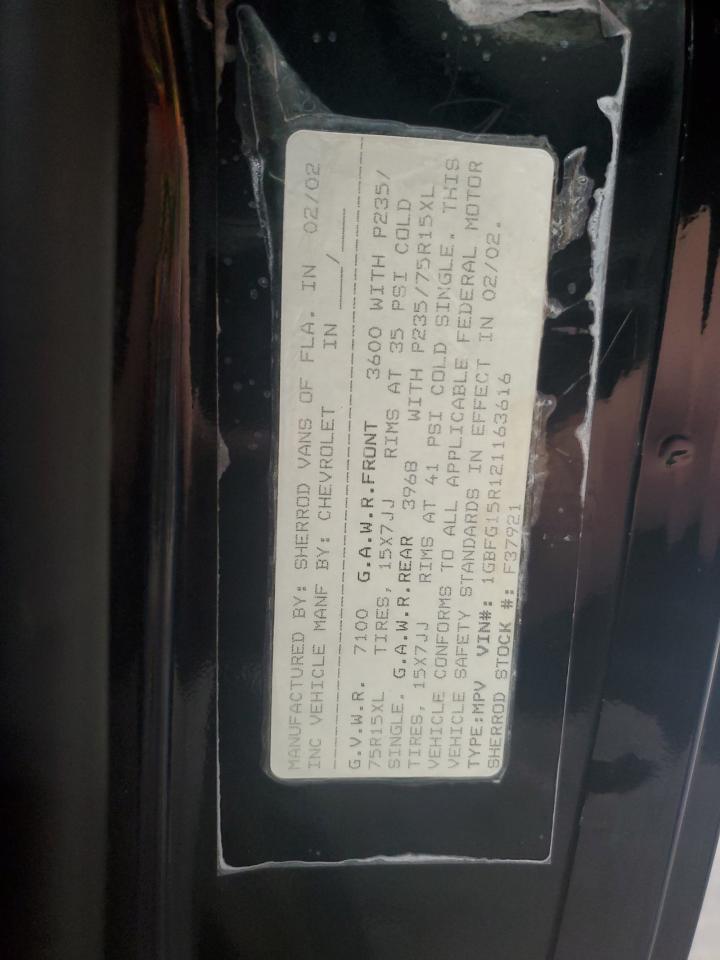 MANUFACTURED BY: SHERROD VANS OF FLA. IN 02/02
INC VEHICLE MANF BY: CHEVROLET IN ___/___
G.V.W.R. 7100 G.A.W.R.FRONT 3600 WITH P235/
75R15XL TIRES, 15X7JJ RIMS AT 35 PSI COLD
SINGLE. G.A.W.R.REAR 3968 WITH P235/75R15XL
TIRES, 15X7JJ RIMS AT 41 PSI COLD SINGLE. THIS
VEHICLE CONFORMS TO ALL APPLICABLE FEDERAL MOTOR
VEHICLE SAFETY STANDARDS IN EFFECT IN 02/02.
TYPE:MPV VIN#: 1GBFG15R121163616
SHERROD STOCK #: F37921